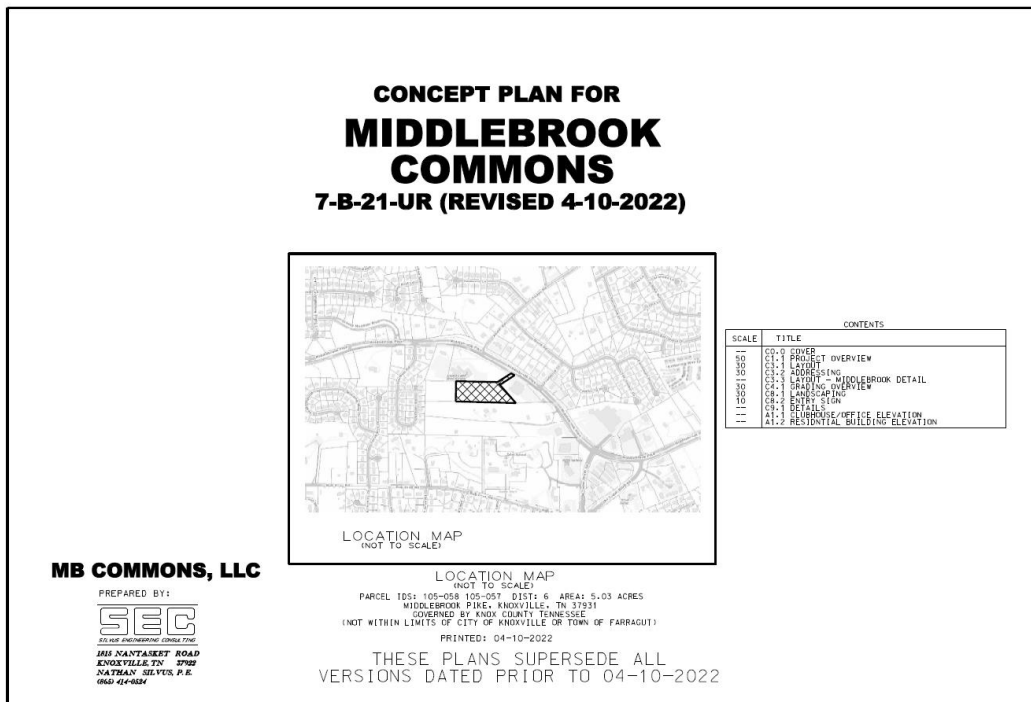 CONCEPT PLAN FOR
MIDDLEBROOK
COMMONS
7-B-21-UR (REVISED 4-10-2022)
LOCATION MAP
(NOT TO SCALE)
CONTENTS
SCALE TITLE
-- C0.0 COVER
50 C1.1 PROJECT OVERVIEW
30 C3.1 LAYOUT
30 C3.2 ADDRESSING
-- C3.3 LAYOUT - MIDDLEBROOK DETAIL
30 C4.1 GRADING OVERVIEW
30 C8.1 LANDSCAPING
10 C8.2 ENTRY SIGN
-- C9.1 DETAILS
-- A1.1 CLUBHOUSE/OFFICE ELEVATION
-- A1.2 RESIDNTIAL BUILDING ELEVATION
MB COMMONS, LLC
PREPARED BY:
SEC
SILVUS ENGINEERING CONSULTING
1815 NANTASKET ROAD
KNOXVILLE, TN 37922
NATHAN SILVUS, P.E.
(865) 414-0524
LOCATION MAP
(NOT TO SCALE)
PARCEL IDS: 105-058 105-057 DIST: 6 AREA: 5.03 ACRES
MIDDLEBROOK PIKE, KNOXVILLE, TN 37931
GOVERNED BY KNOX COUNTY TENNESSEE
(NOT WITHIN LIMITS OF CITY OF KNOXVILLE OR TOWN OF FARRAGUT)
PRINTED: 04-10-2022
THESE PLANS SUPERSEDE ALL
VERSIONS DATED PRIOR TO 04-10-2022